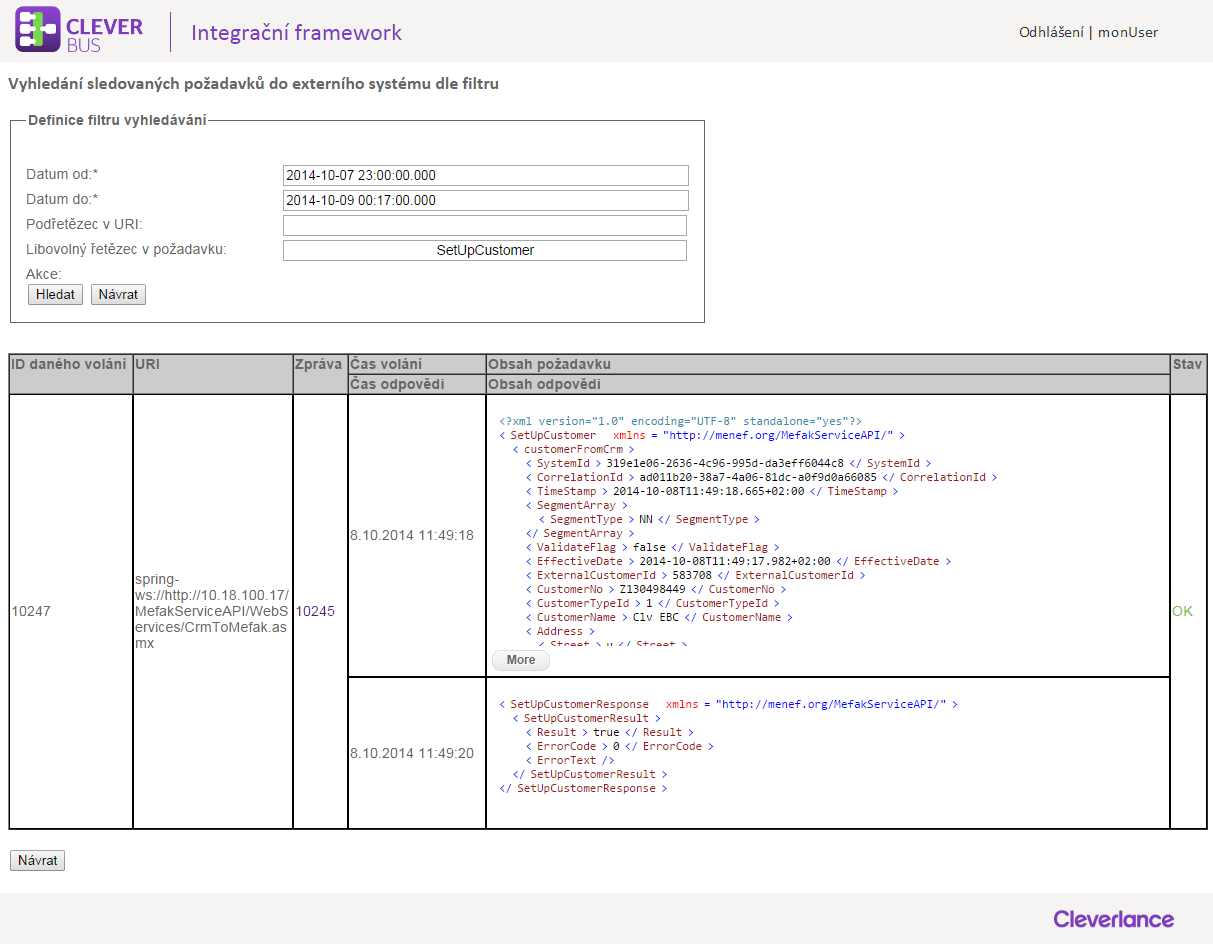 CLEVER
BUS
Integrační framework
Odhlášení | monUser
Vyhledání sledovaných požadavků do externího systému dle filtru
Definice filtru vyhledávání
Datum od:* 2014-10-07 23:00:00.000
Datum do:* 2014-10-09 00:17:00.000
Podřetězec v URI:
Libovolný řetězec v požadavku: SetUpCustomer
Akce:
Hledat Návrat
ID daného volání URI Zpráva Čas volání Obsah požadavku Stav
Čas odpovědi Obsah odpovědi
10247
spring-
ws://http://10.18.100.17/
MefakServiceAPI/WebS
ervices/CrmToMefak.as
mx
10245
8.10.2014 11:49:18
<?xml version="1.0" encoding="UTF-8" standalone="yes"?>
< SetUpCustomer xmlns = "http://menef.org/MefakServiceAPI/" >
< customerFromCrm >
< SystemId > 319e1e06-2636-4c96-995d-da3eff6044c8 </ SystemId >
< CorrelationId > ad011b20-38a7-4a06-81dc-a0f9d0a66085 </ CorrelationId >
< TimeStamp > 2014-10-08T11:49:18.665+02:00 </ TimeStamp >
< SegmentArray >
< SegmentType > NN </ SegmentType >
</ SegmentArray >
< ValidateFlag > false </ ValidateFlag >
< EffectiveDate > 2014-10-08T11:49:17.982+02:00 </ EffectiveDate >
< ExternalCustomerId > 583708 </ ExternalCustomerId >
< CustomerNo > Z130498449 </ CustomerNo >
< CustomerTypeId > 1 </ CustomerTypeId >
< CustomerName > Clv EBC </ CustomerName >
< Address >
< Street > u </ Street >
More
OK
8.10.2014 11:49:20
< SetUpCustomerResponse xmlns = "http://menef.org/MefakServiceAPI/" >
< SetUpCustomerResult >
< Result > true </ Result >
< ErrorCode > 0 </ ErrorCode >
< ErrorText />
</ SetUpCustomerResult >
</ SetUpCustomerResponse >
Návrat
Cleverlance